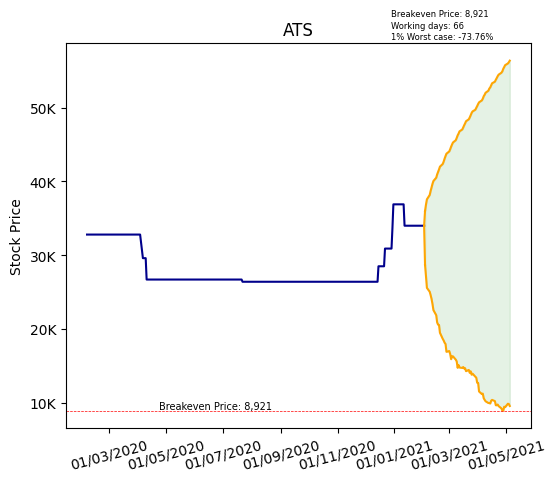 Breakeven Price: 8,921
Working days: 66
1% Worst case: -73.76%
ATS
Stock Price
50K
40K
30K
20K
10K
Breakeven Price: 8,921
01/03/2020
01/05/2020
01/07/2020
01/09/2020
01/11/2020
01/01/2021
01/03/2021
01/05/2021